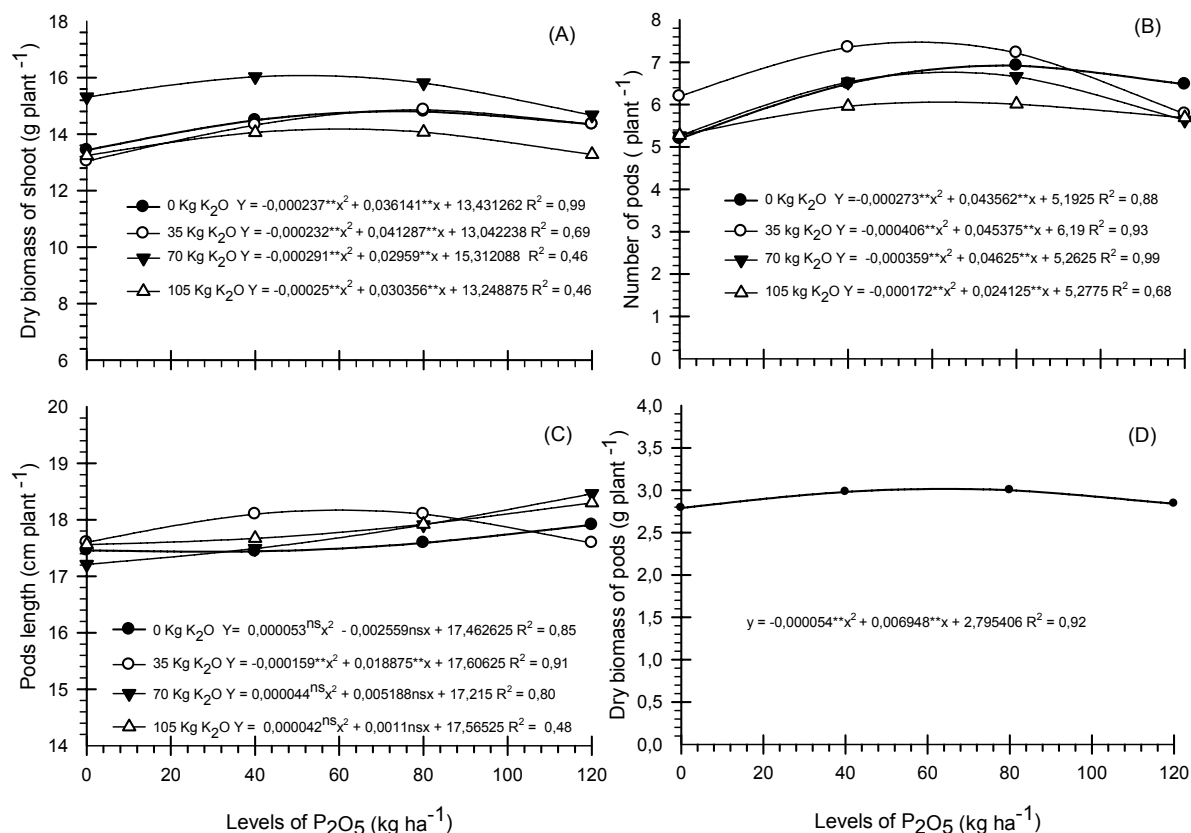 (A)
Dry biomass of shoot (g plant -1)
18
16
14
12
10
8
6
0 Kg K2O Y = -0,000237**x2 + 0,036141**x + 13,431262 R2 = 0,99
35 Kg K2O Y = -0,000232**x2 + 0,041287**x + 13,042238 R2 = 0,69
70 Kg K2O Y = -0,000291**x2 + 0,02959**x + 15,312088 R2 = 0,46
105 Kg K2O Y = -0,00025**x2 + 0,030356**x + 13,248875 R2 = 0,46
(B)
Number of pods ( plant -1)
8
7
6
5
4
3
2
1
0
0 Kg K2O Y = -0,000273**x2 + 0,043562**x + 5,1925 R2 = 0,88
35 kg K2O Y = -0,000406**x2 + 0,045375**x + 6,19 R2 = 0,93
70 kg K2O Y = -0,000359**x2 + 0,04625**x + 5,2625 R2 = 0,99
105 kg K2O Y = -0,000172**x2 + 0,024125**x + 5,2775 R2 = 0,68
0 20 40 60 80 100 120
(C)
Pods length (cm plant -1)
20
19
18
17
16
15
14
0 Kg K2O Y= 0,000053nsx2 - 0,002559nsx + 17,462625 R2 = 0,85
35 Kg K2O Y = -0,000159**x2 + 0,018875**x + 17,60625 R2 = 0,91
70 Kg K2O Y = 0,000044nsx2 + 0,005188nsx + 17,215 R2 = 0,80
105 Kg K2O Y = 0,000042nsx2 + 0,0011nsx + 17,56525 R2 = 0,48
0 20 40 60 80 100 120
Levels of P2O5 (kg ha-1)
(D)
Dry biomass of pods (g plant -1)
4,0
3,5
3,0
2,5
2,0
1,5
1,0
0,5
0,0
y = -0,000054**x2 + 0,006948**x + 2,795406 R2 = 0,92
0 20 40 60 80 100 120
Levels of P2O5 (kg ha-1)